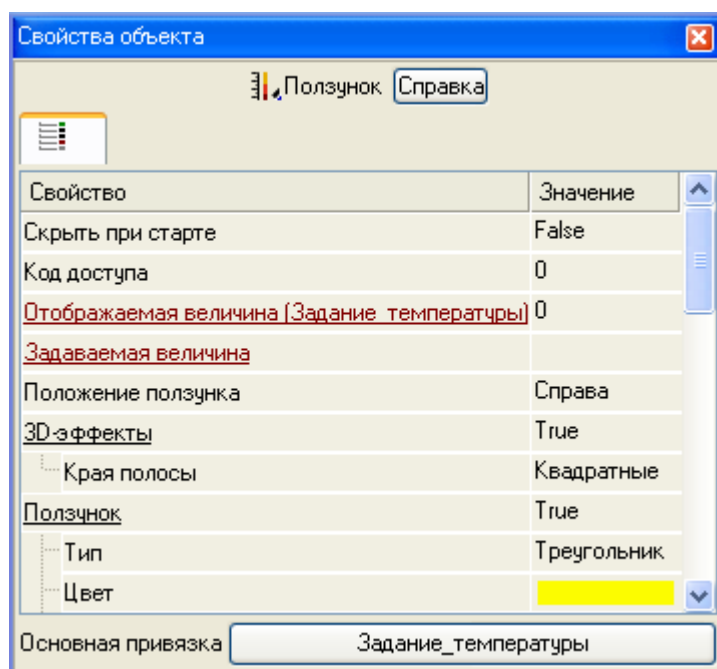 Свойства объекта
Ползунок Справка
Свойство Значение
Скрыть при старте False
Код доступа 0
Отображаемая величина (Задание_температуры) 0
Задаваемая величина
Положение ползунка Справа
3D-эффекты True
Края полосы Квадратные
Ползунок True
Тип Треугольник
Цвет
Основная привязка Задание_температуры